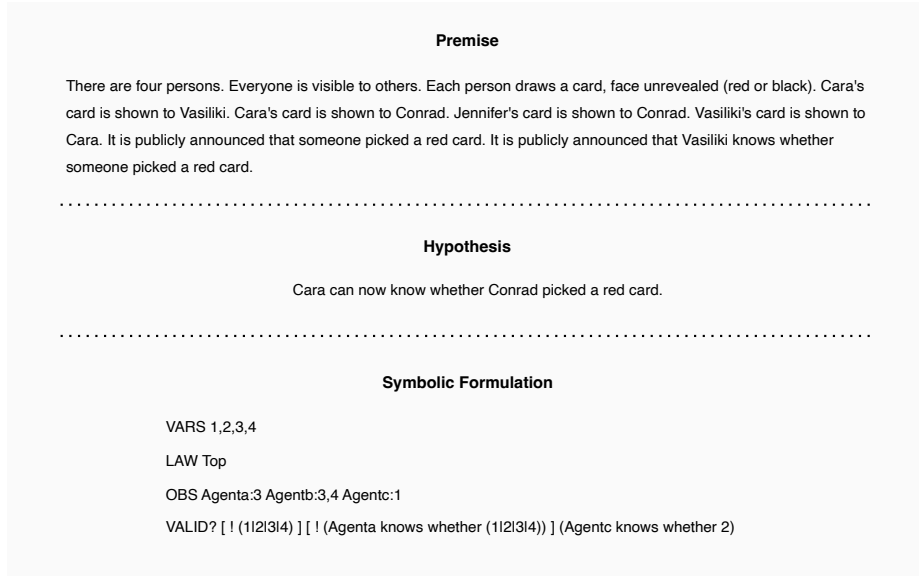 Premise
There are four persons. Everyone is visible to others. Each person draws a card, face unrevealed (red or black). Cara's
card is shown to Vasiliki. Cara's card is shown to Conrad. Jennifer's card is shown to Conrad. Vasiliki's card is shown to
Cara. It is publicly announced that someone picked a red card. It is publicly announced that Vasiliki knows whether
someone picked a red card.
Hypothesis
Cara can now know whether Conrad picked a red card.
Symbolic Formulation
VARS 1,2,3,4
LAW Top
OBS Agenta:3 Agentb:3,4 Agentc:1
VALID? [ ! (1|2|3|4) ] [ ! (Agenta knows whether (1|2|3|4)) ] (Agentc knows whether 2)